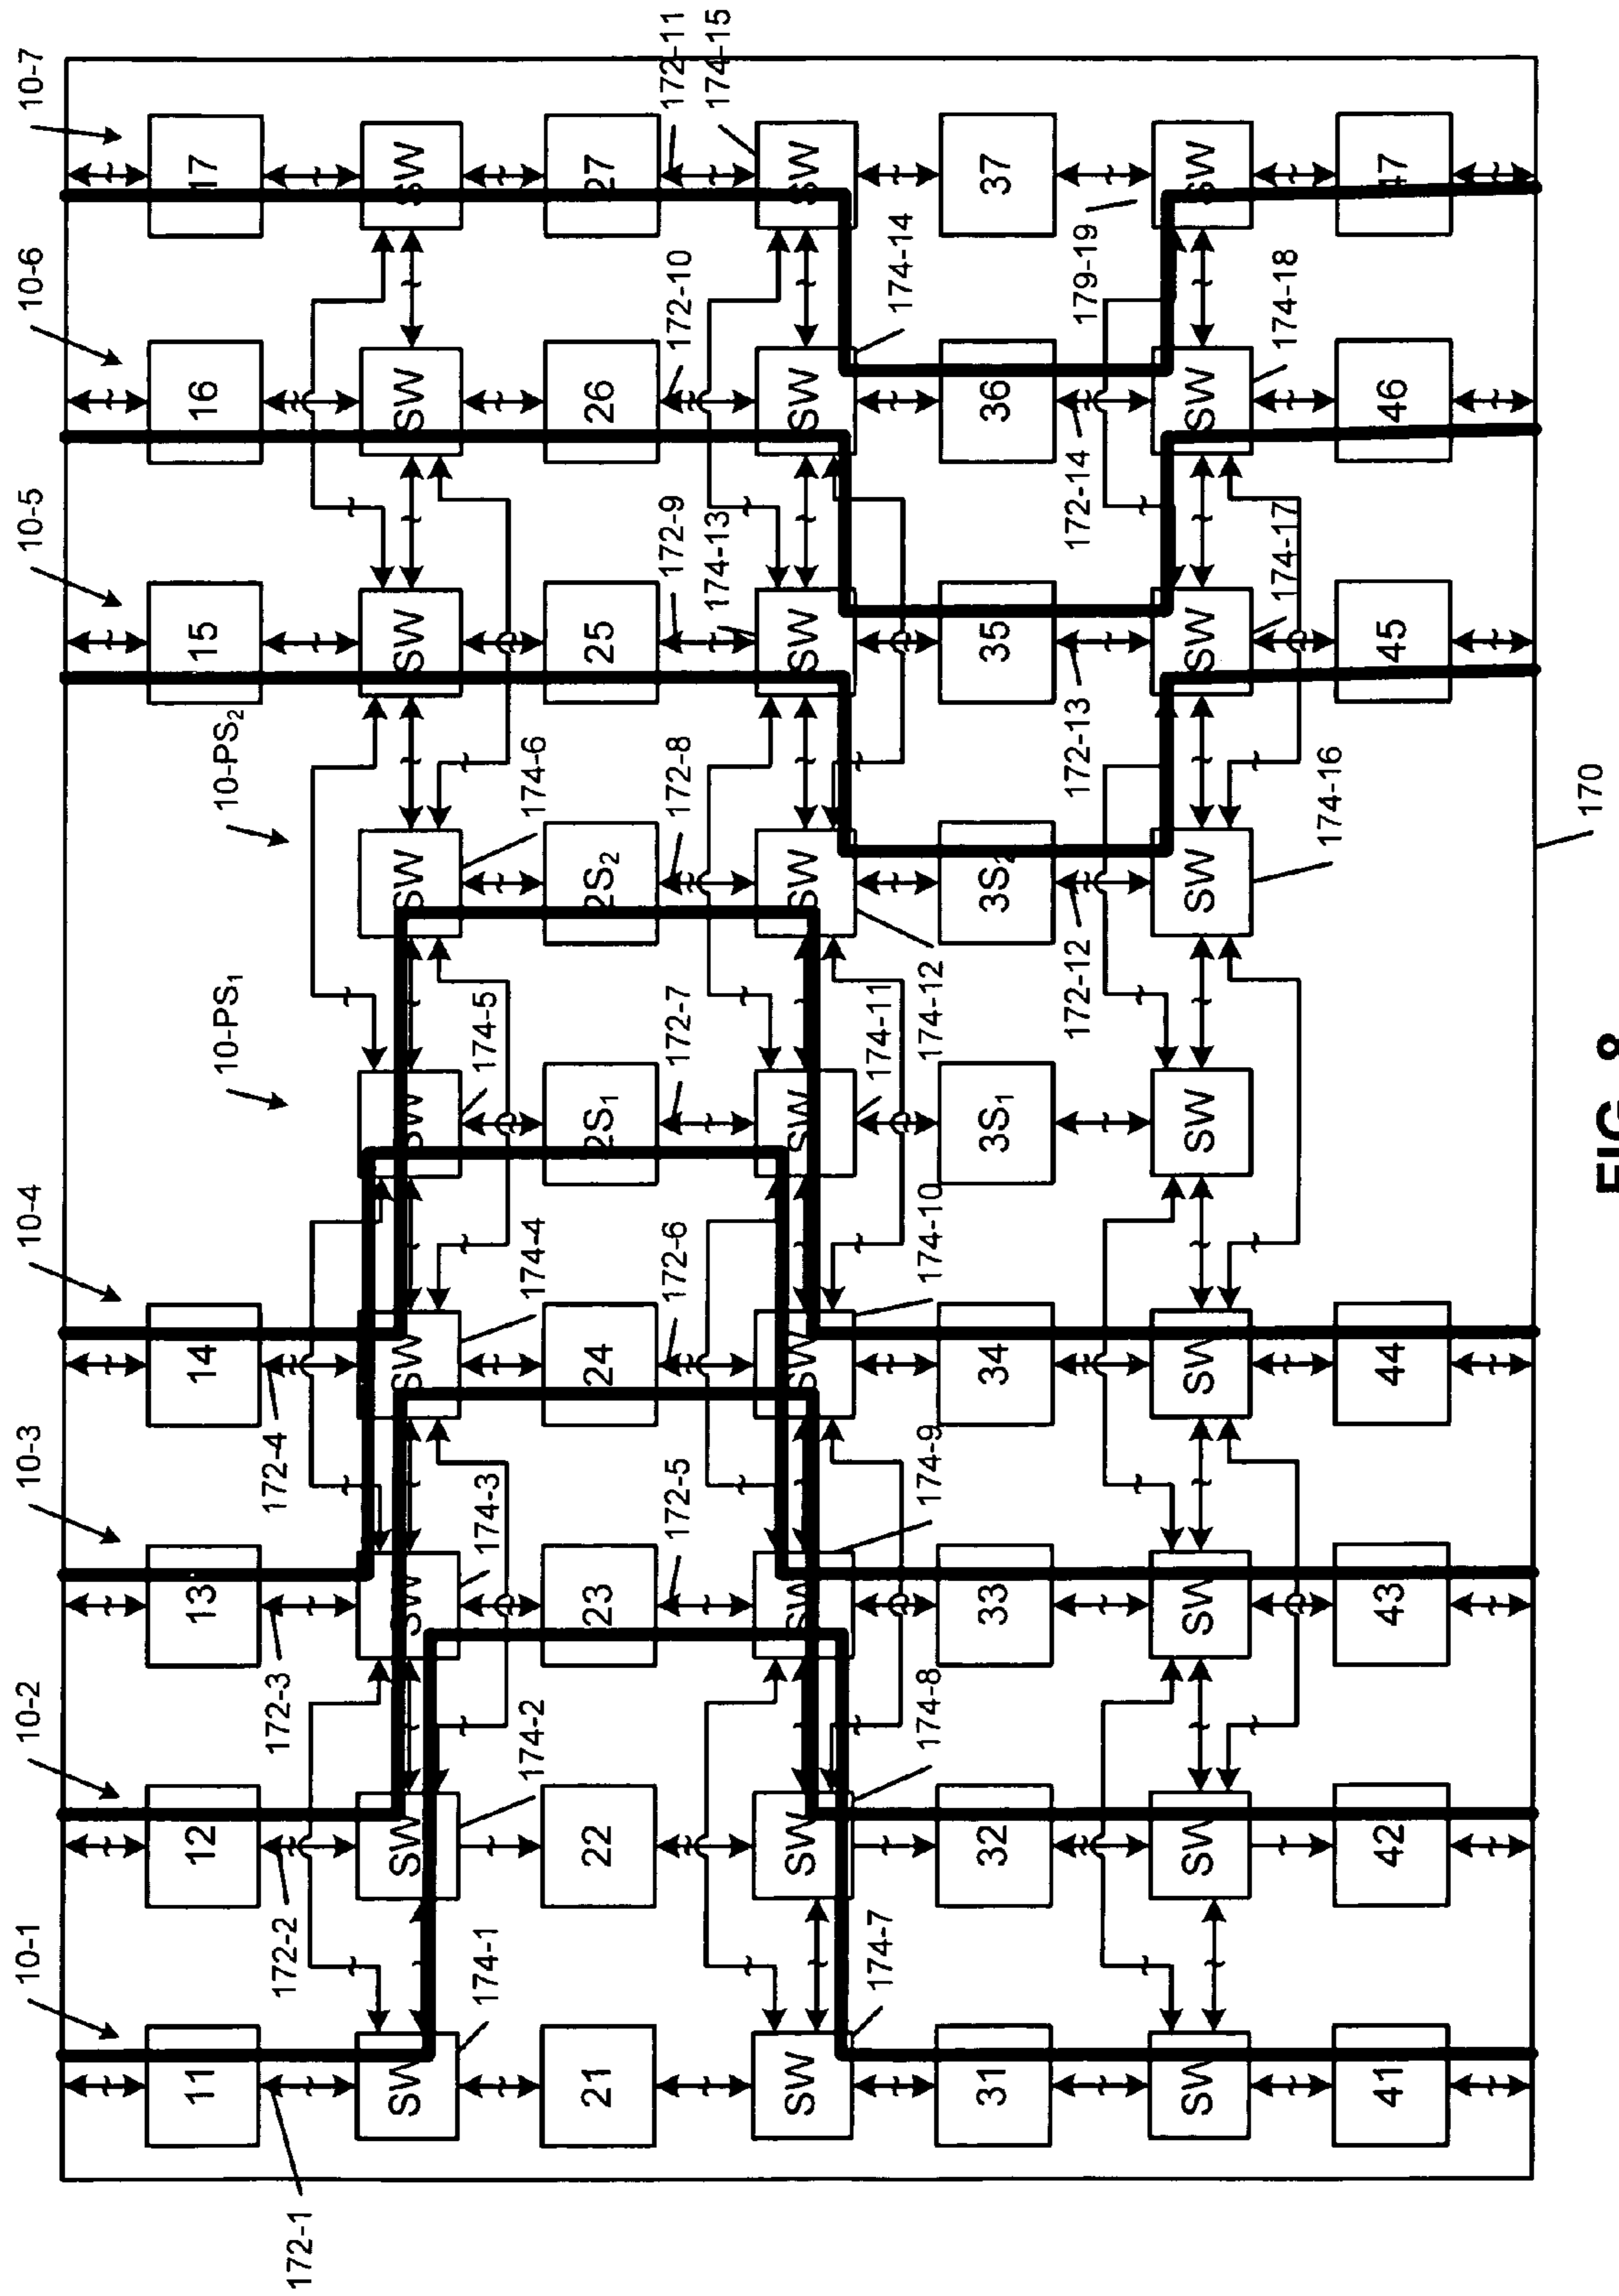 10-1
10-2
10-3
10-4
10-PS₁
10-PS₂
10-5
10-6
10-7
11
12
13
14
15
16
17
172-1
172-2
172-3
172-4
SW
SW
SW
SW
SW
SW
SW
SW
SW
174-1
174-2
174-3
174-4
174-5
174-6
21
22
23
24
2S₁
2S₂
25
26
27
172-5
172-6
172-7
172-8
172-9
172-10
172-11
174-13
174-15
SW
SW
SW
SW
SW
SW
SW
SW
SW
174-7
174-8
174-9
174-10
174-11
174-12
174-14
31
32
33
34
3S₁
3S₂
35
36
37
172-12
172-13
172-14
179-19
SW
SW
SW
SW
SW
SW
SW
SW
SW
174-16
174-17
174-18
41
42
43
44
45
46
47
170
FIG. 8